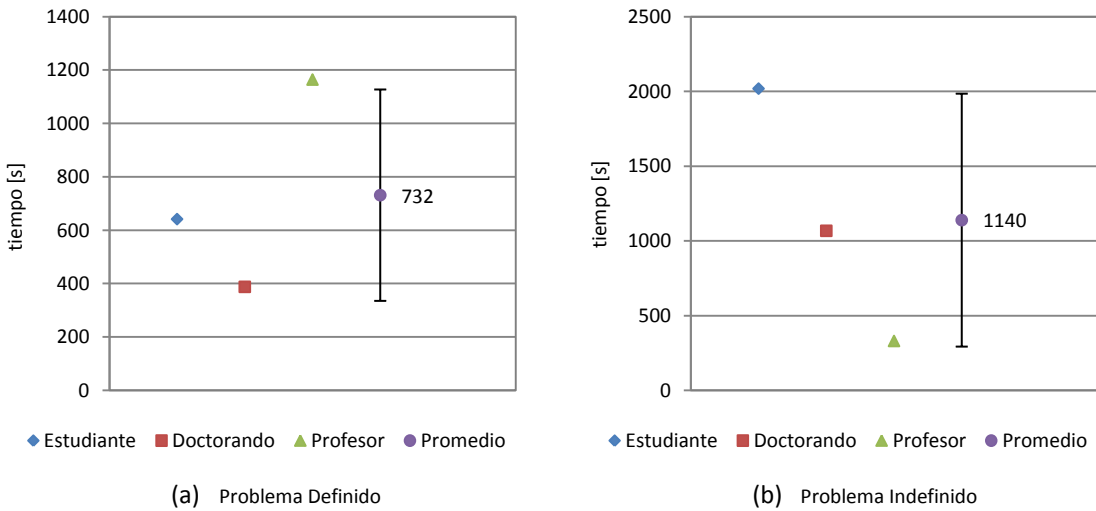 1400
1200
1000
800
600
400
200
0
tiempo [s]
732
Estudiante Doctorando Profesor Promedio
(a) Problema Definido
2500
2000
1500
1000
500
0
tiempo [s]
1140
Estudiante Doctorando Profesor Promedio
(b) Problema Indefinido